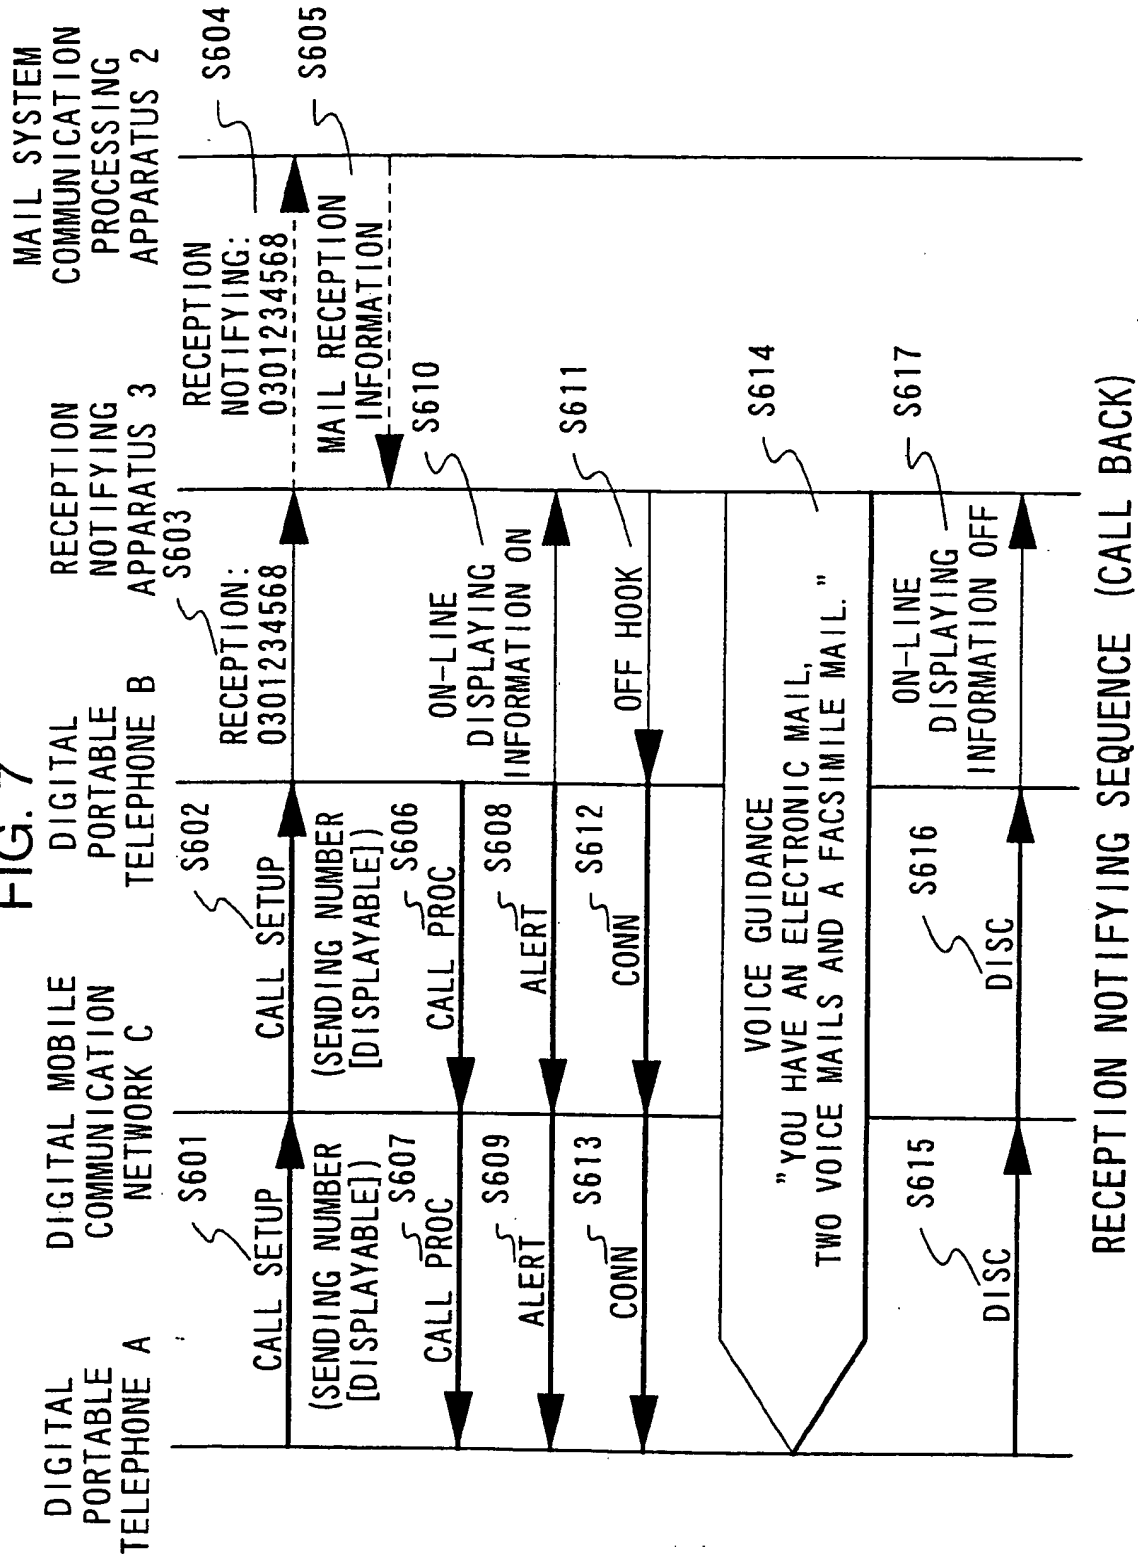 FIG. 7
DIGITAL
PORTABLE
TELEPHONE A
DIGITAL MOBILE
COMMUNICATION
NETWORK C
DIGITAL
PORTABLE
TELEPHONE B
RECEPTION
NOTIFYING
APPARATUS 3
MAIL SYSTEM
COMMUNICATION
PROCESSING
APPARATUS 2
S601
CALL SETUP
(SENDING NUMBER
[DISPLAYABLE])
S602
CALL SETUP
(SENDING NUMBER
[DISPLAYABLE])
S603
RECEPTION:
0301234568
S604
RECEPTION
NOTIFYING:
0301234568
S605
MAIL RECEPTION
INFORMATION
S607
CALL PROC
S606
CALL PROC
S609
ALERT
S608
ALERT
S610
ON-LINE
DISPLAYING
INFORMATION ON
S613
CONN
S612
CONN
S611
OFF HOOK
S614
VOICE GUIDANCE
"YOU HAVE AN ELECTRONIC MAIL,
TWO VOICE MAILS AND A FACSIMILE MAIL."
S615
DISC
S616
DISC
S617
ON-LINE
DISPLAYING
INFORMATION OFF
RECEPTION NOTIFYING SEQUENCE (CALL BACK)